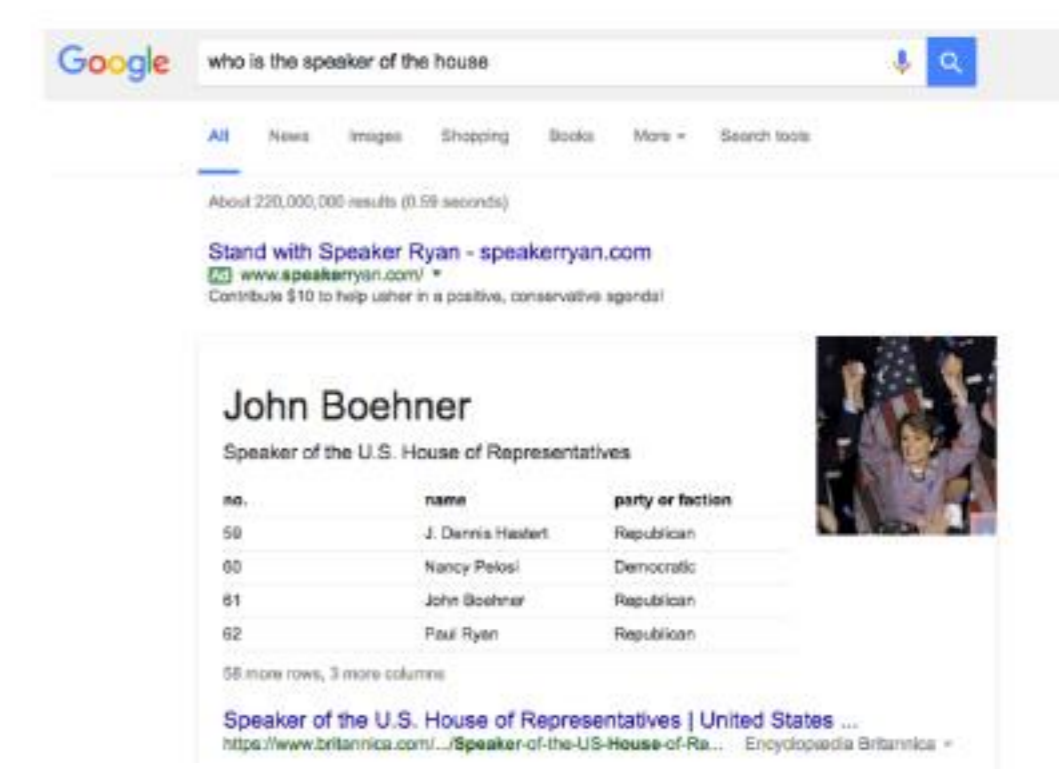 Google who is the speaker of the house
All News Images Shopping Books More Search tools
About 220,000,000 results (0.59 seconds)
Stand with Speaker Ryan - speakerryan.com
Ad www.speakerryan.com/
Contribute $10 to help usher in a positive, conservative agenda!
John Boehner
Speaker of the U.S. House of Representatives
no. name party or faction
59 J. Dennis Hastert Republican
60 Nancy Pelosi Democratic
61 John Boehner Republican
62 Paul Ryan Republican
58 more rows, 3 more columns
Speaker of the U.S. House of Representatives | United States ...
https://www.britannica.com/.../Speaker-of-the-US-House-of-Re... Encyclopædia Britannica